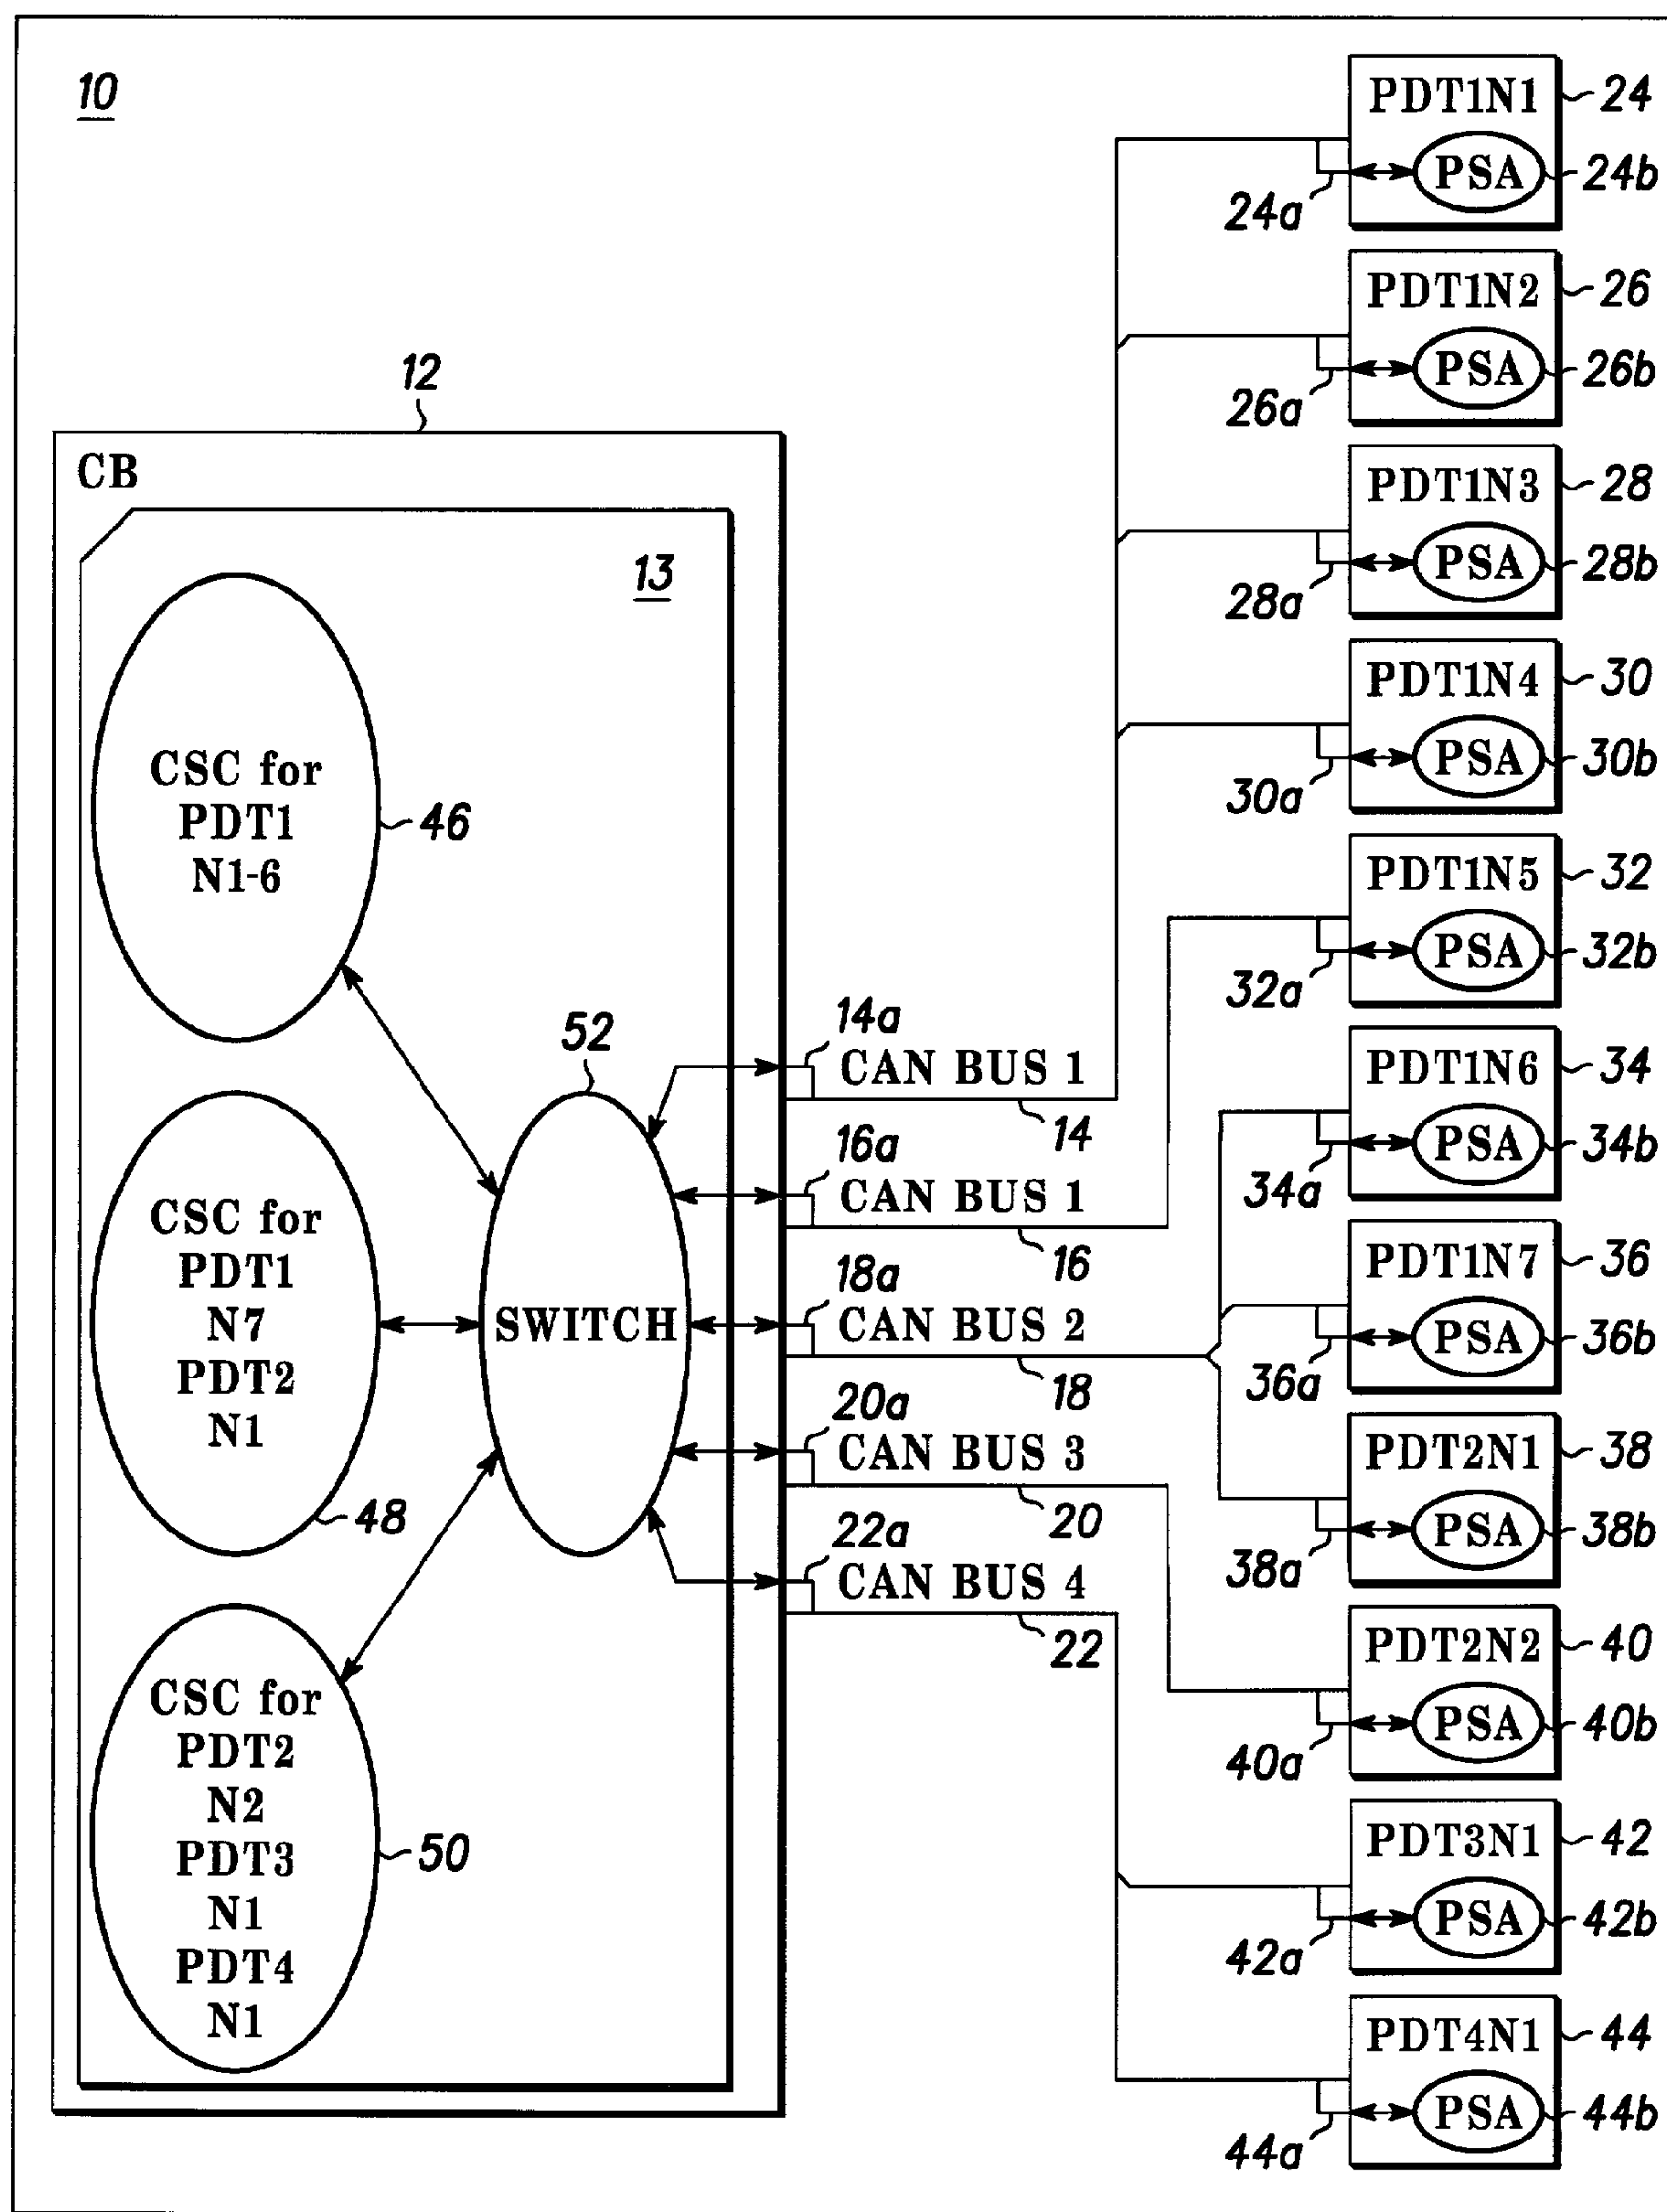 10
PDT1N1
24
PSA
24b
24a
PDT1N2
26
PSA
26b
26a
12
CB
13
PDT1N3
28
PSA
28b
28a
PDT1N4
30
PSA
30b
30a
CSC for
PDT1
N1-6
46
PDT1N5
32
PSA
32b
32a
52
14a
CAN BUS 1
14
PDT1N6
34
PSA
34b
34a
16a
CAN BUS 1
16
CSC for
PDT1
N7
PDT2
N1
48
SWITCH
18a
CAN BUS 2
18
PDT1N7
36
PSA
36b
36a
20a
CAN BUS 3
20
PDT2N1
38
PSA
38b
38a
22a
CAN BUS 4
22
PDT2N2
40
PSA
40b
40a
CSC for
PDT2
N2
PDT3
N1
PDT4
N1
50
PDT3N1
42
PSA
42b
42a
PDT4N1
44
PSA
44b
44a